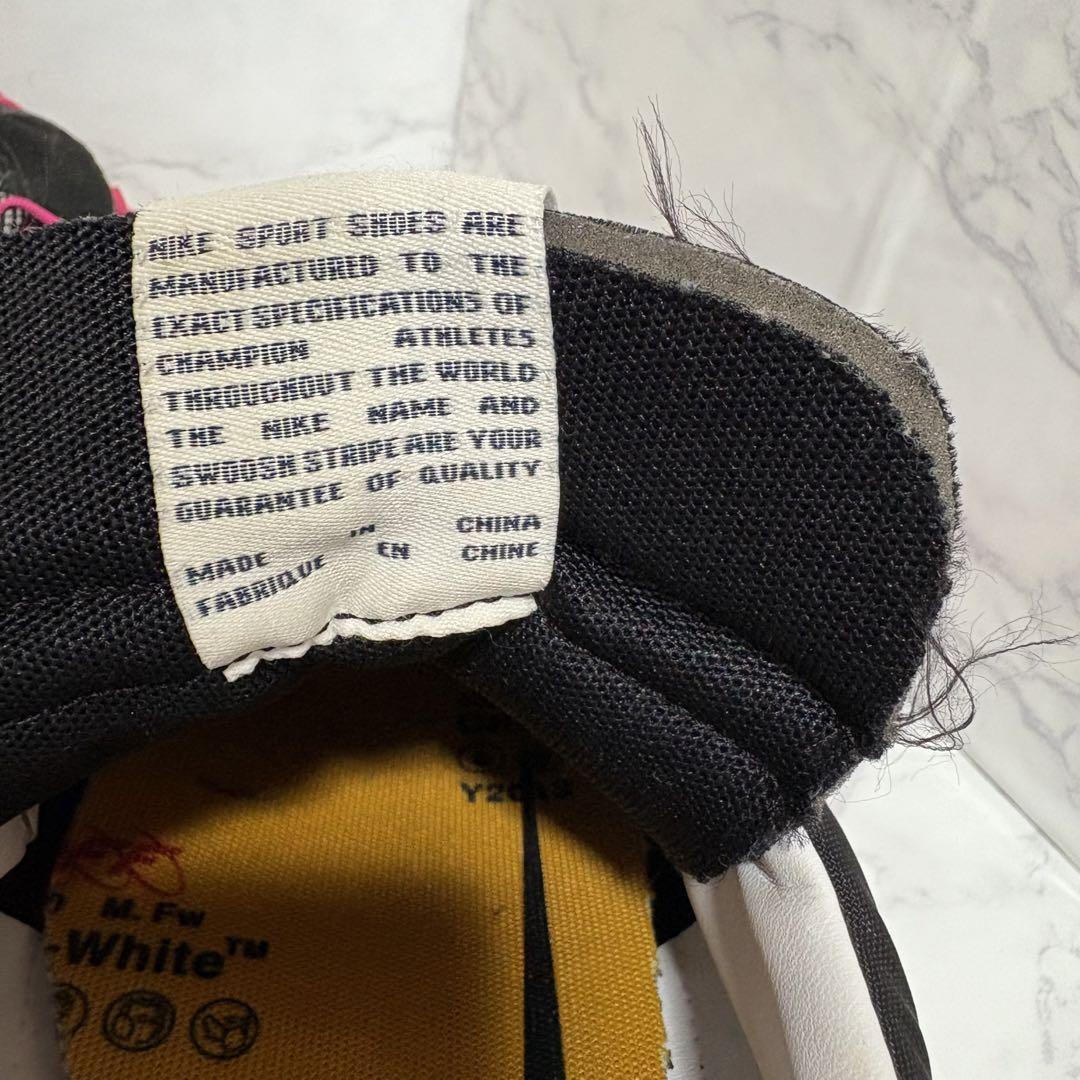 NIKE SPORT SHOES ARE
MANUFACTURED TO THE
EXACT SPECIFICATIONS OF
CHAMPION ATHLETES
THROUGHOUT THE WORLD
THE NIKE NAME AND
SWOOSH STRIPE ARE YOUR
GUARANTEE OF QUALITY
MADE IN CHINA
FABRIQUE EN CHINE
M. Fw
-White™